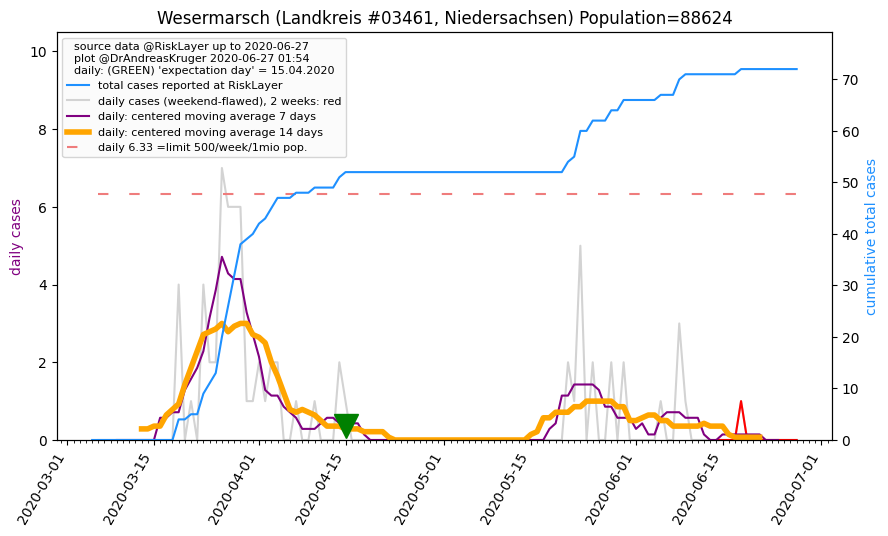 Wesermarsch (Landkreis #03461, Niedersachsen) Population=88624
source data @RiskLayer up to 2020-06-27
plot @DrAndreasKruger 2020-06-27 01:54
daily: (GREEN) 'expectation day' = 15.04.2020
total cases reported at RiskLayer
daily cases (weekend-flawed), 2 weeks: red
daily: centered moving average 7 days
daily: centered moving average 14 days
daily 6.33 =limit 500/week/1mio pop.
daily cases
10
8
6
4
2
0
cumulative total cases
70
60
50
40
30
20
10
0
2020-03-01
2020-03-15
2020-04-01
2020-04-15
2020-05-01
2020-05-15
2020-06-01
2020-06-15
2020-07-01